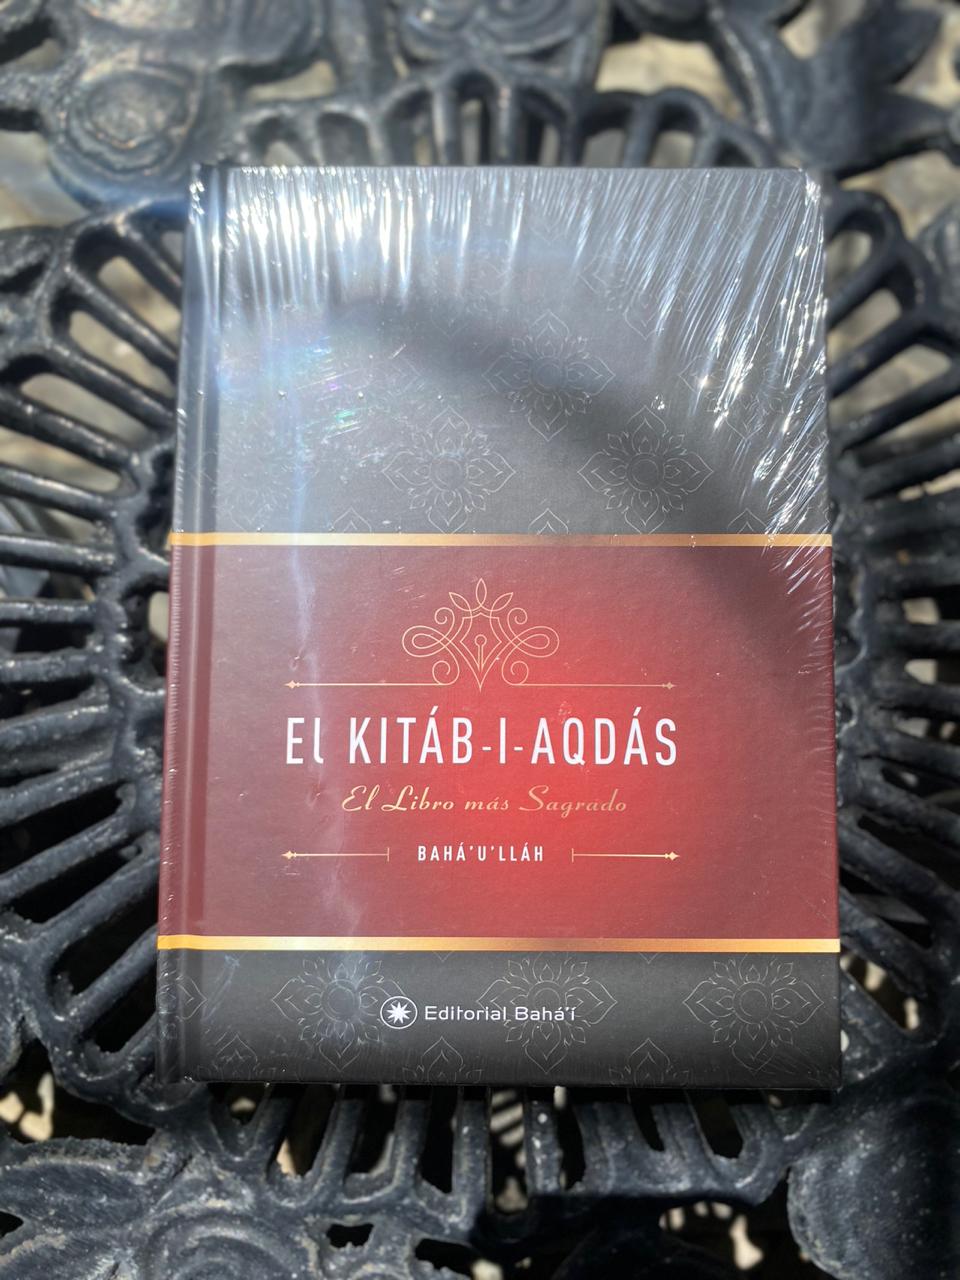 El KITÁB-I-AQDÁS
El Libro más Sagrado
BAHÁ'U'LLÁH
Editorial Bahá'í